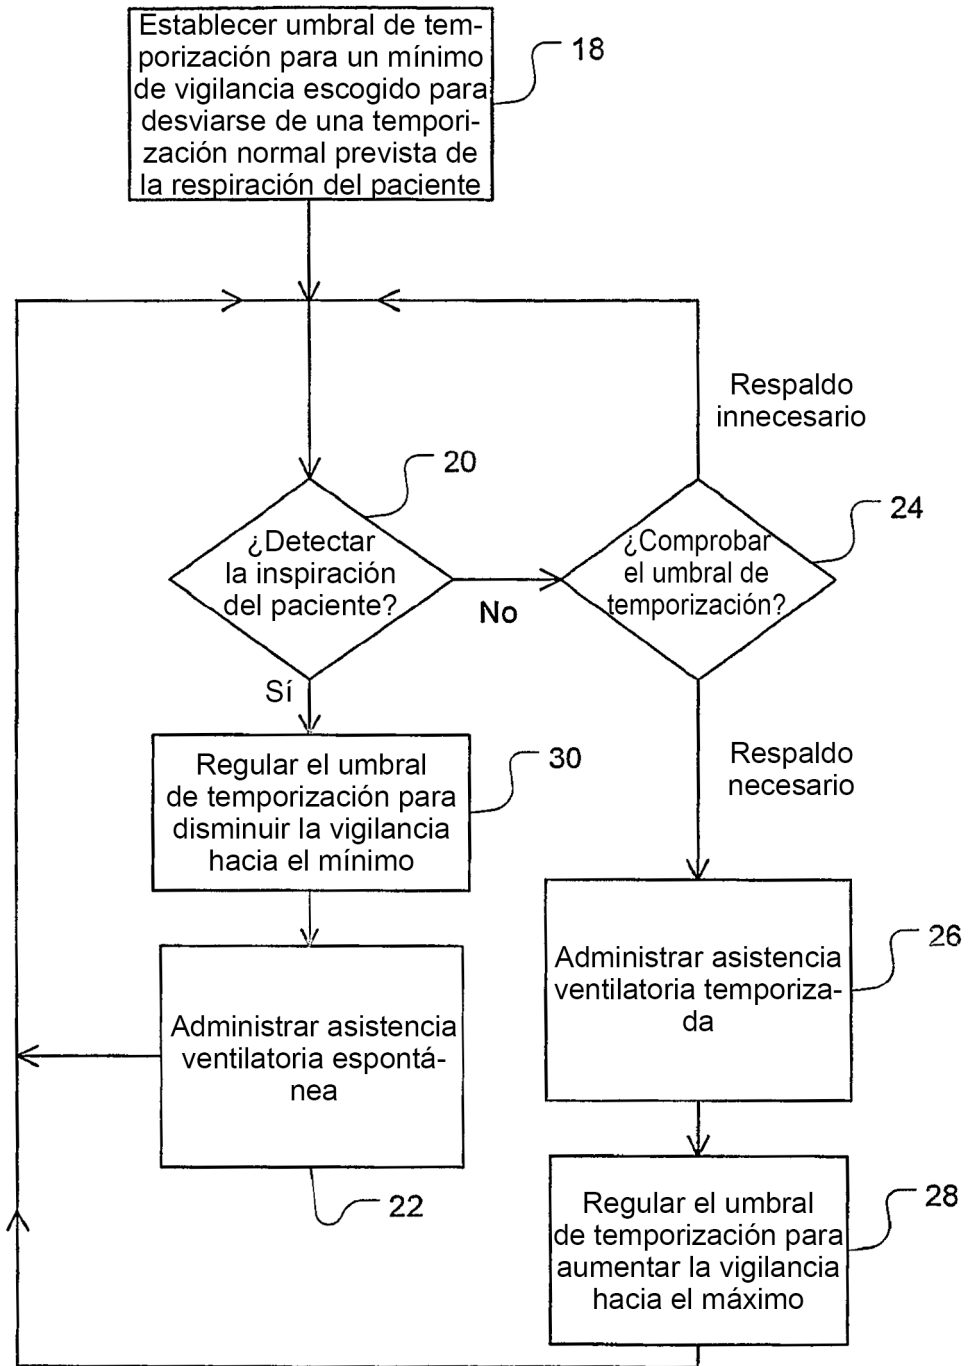 Establecer umbral de tem-
porización para un mínimo
de vigilancia escogido para
desviarse de una tempori-
zación normal prevista de
la respiración del paciente
18
Respaldo
innecesario
20
24
¿Detectar
la inspiración
del paciente?
No
¿Comprobar
el umbral de
temporización?
Sí
Regular el umbral
de temporización para
disminuir la vigilancia
hacia el mínimo
30
Respaldo
necesario
Administrar asistencia
ventilatoria temporiza-
da
26
Administrar asistencia
ventilatoria espontá-
nea
22
Regular el umbral
de temporización para
aumentar la vigilancia
hacia el máximo
28